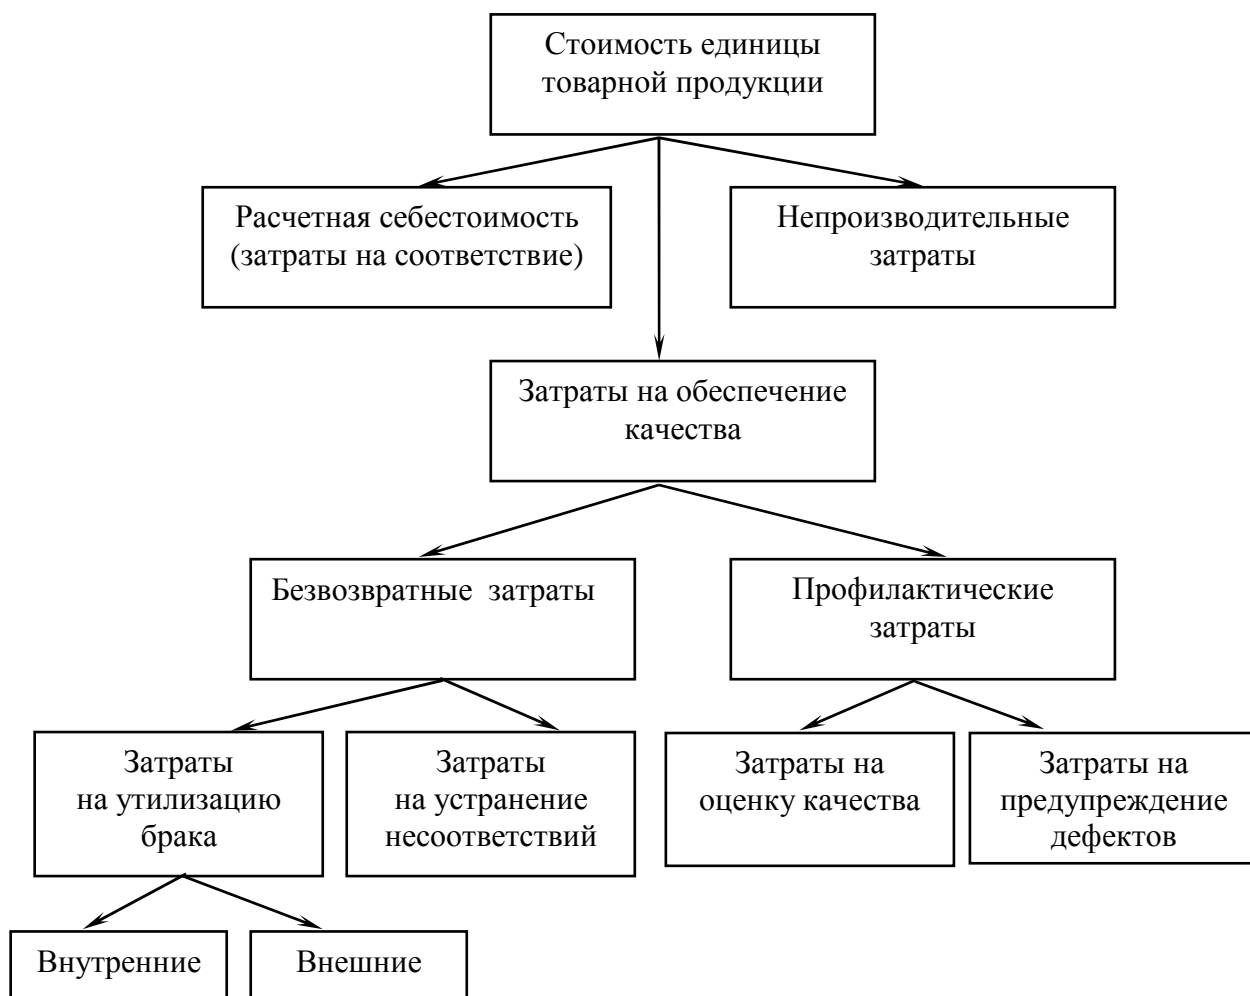 Стоимость единицы
товарной продукции
Расчетная себестоимость
(затраты на соответствие)
Непроизводительные
затраты
Затраты на обеспечение
качества
Безвозвратные затраты
Профилактические
затраты
Затраты
на утилизацию
брака
Затраты
на устранение
несоответствий
Затраты на
оценку качества
Затраты на
предупреждение
дефектов
Внутренние
Внешние